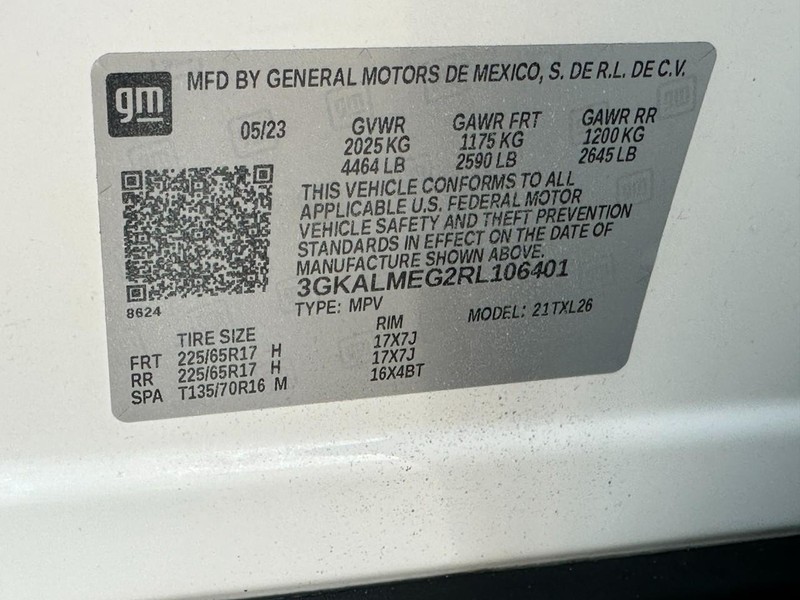 gm
MFD BY GENERAL MOTORS DE MEXICO, S. DE R.L. DE C.V.
05/23 GVWR GAWR FRT GAWR RR
2025 KG 1175 KG 1200 KG
4464 LB 2590 LB 2645 LB
THIS VEHICLE CONFORMS TO ALL
APPLICABLE U.S. FEDERAL MOTOR
VEHICLE SAFETY AND THEFT PREVENTION
STANDARDS IN EFFECT ON THE DATE OF
MANUFACTURE SHOWN ABOVE.
3GKALMEG2RL106401
8624 TYPE: MPV MODEL: 21TXL26
TIRE SIZE RIM
FRT 225/65R17 H 17X7J
RR 225/65R17 H 17X7J
SPA T135/70R16 M 16X4BT